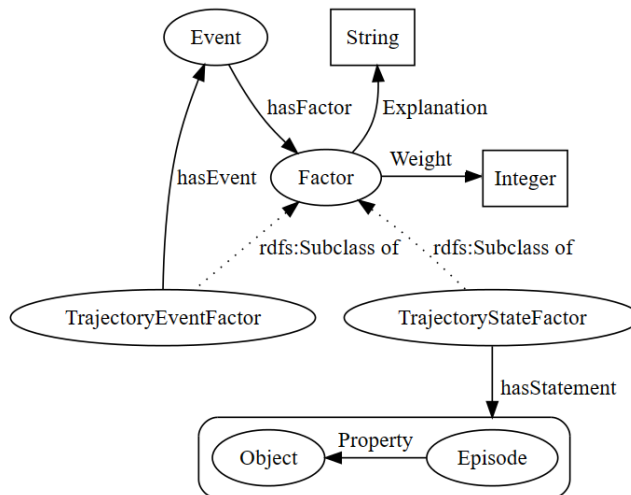 Event
String
hasFactor
Explanation
Weight
hasEvent
Factor
Integer
rdfs:Subclass of
rdfs:Subclass of
TrajectoryEventFactor
TrajectoryStateFactor
hasStatement
Property
Object
Episode